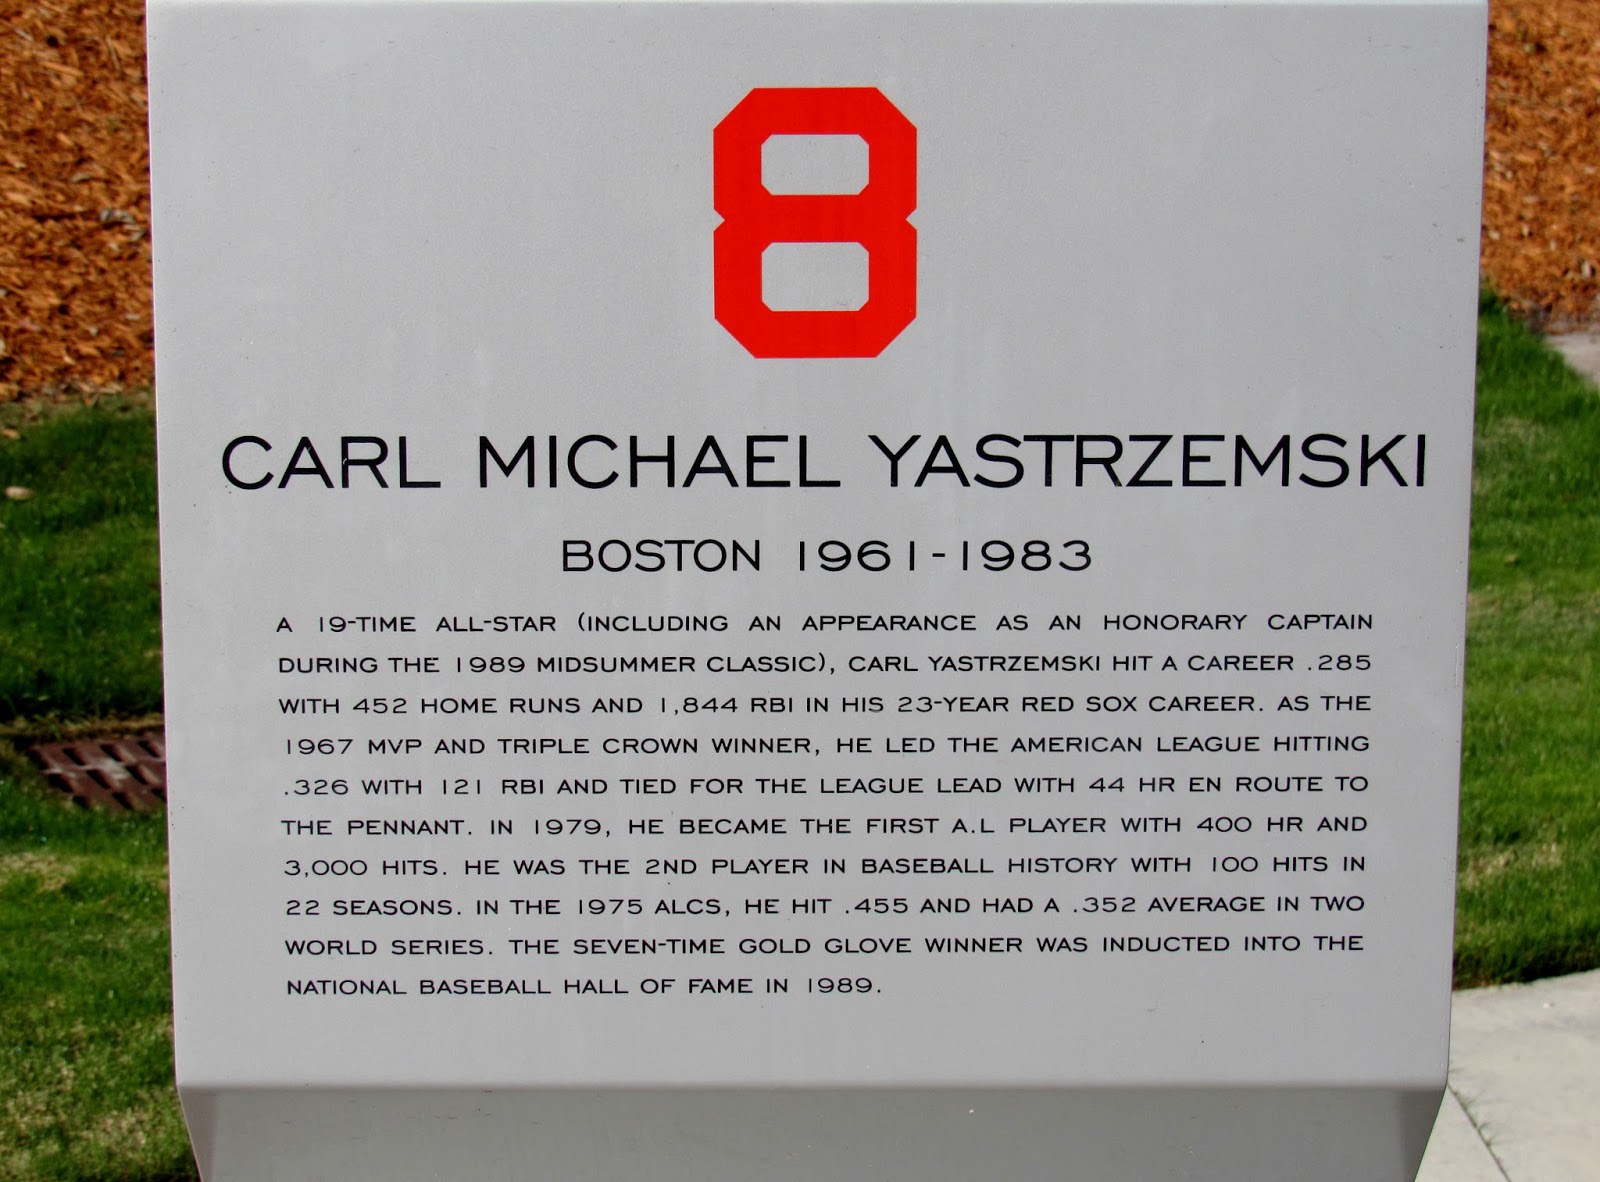 8
CARL MICHAEL YASTRZEMSKI
BOSTON 1961-1983
A 19-TIME ALL-STAR (INCLUDING AN APPEARANCE AS AN HONORARY CAPTAIN
DURING THE 1989 MIDSUMMER CLASSIC), CARL YASTRZEMSKI HIT A CAREER .285
WITH 452 HOME RUNS AND 1,844 RBI IN HIS 23-YEAR RED SOX CAREER. AS THE
1967 MVP AND TRIPLE CROWN WINNER, HE LED THE AMERICAN LEAGUE HITTING
.326 WITH 121 RBI AND TIED FOR THE LEAGUE LEAD WITH 44 HR EN ROUTE TO
THE PENNANT. IN 1979, HE BECAME THE FIRST A.L PLAYER WITH 400 HR AND
3,000 HITS. HE WAS THE 2ND PLAYER IN BASEBALL HISTORY WITH 100 HITS IN
22 SEASONS. IN THE 1975 ALCS, HE HIT .455 AND HAD A .352 AVERAGE IN TWO
WORLD SERIES. THE SEVEN-TIME GOLD GLOVE WINNER WAS INDUCTED INTO THE
NATIONAL BASEBALL HALL OF FAME IN 1989.